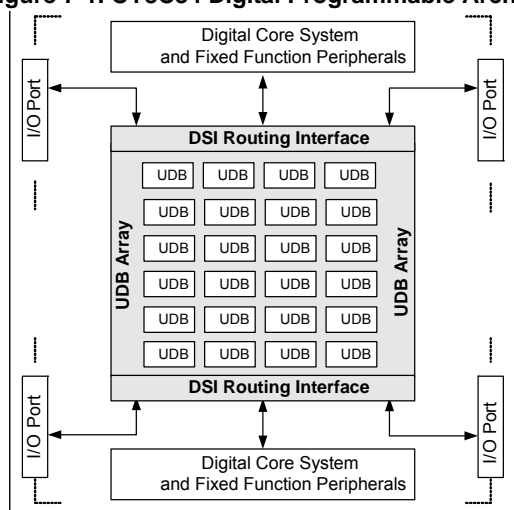 Digital Programmable
Digital Core System
and Fixed Function Peripherals
I/O Port
I/O Port
DSI Routing Interface
UDB UDB UDB UDB
UDB UDB UDB UDB
UDB UDB UDB UDB
UDB Array
UDB Array
UDB UDB UDB UDB
UDB UDB UDB UDB
UDB UDB UDB UDB
DSI Routing Interface
I/O Port
I/O Port
Digital Core System
and Fixed Function Peripherals